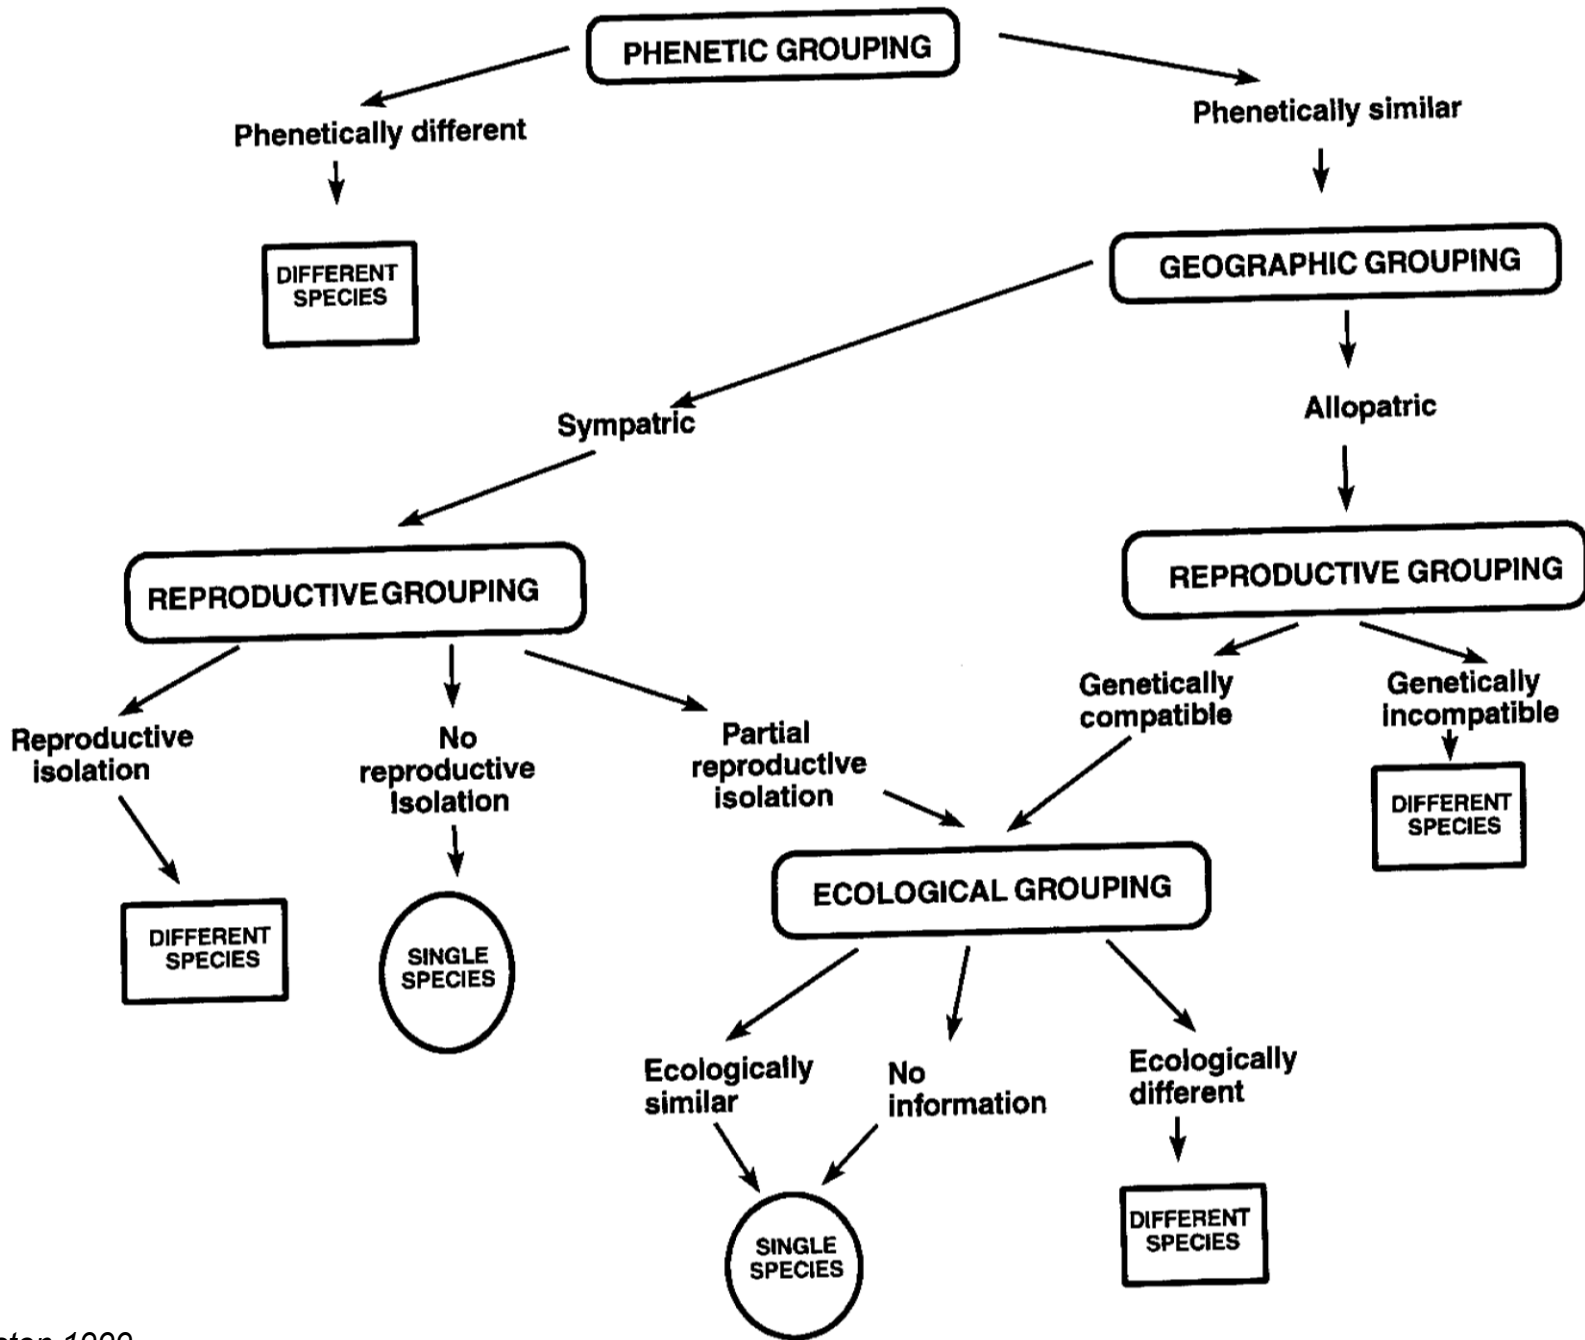 PHENETIC GROUPING
Phenetically different
Phenetically similar
DIFFERENT
SPECIES
GEOGRAPHIC GROUPING
Sympatric
Allopatric
REPRODUCTIVE GROUPING
REPRODUCTIVE GROUPING
Reproductive
isolation
No
reproductive
Isolation
Partial
reproductive
isolation
Genetically
compatible
Genetically
incompatible
DIFFERENT
SPECIES
DIFFERENT
SPECIES
SINGLE
SPECIES
ECOLOGICAL GROUPING
Ecologically
similar
No
information
Ecologically
different
SINGLE
SPECIES
DIFFERENT
SPECIES